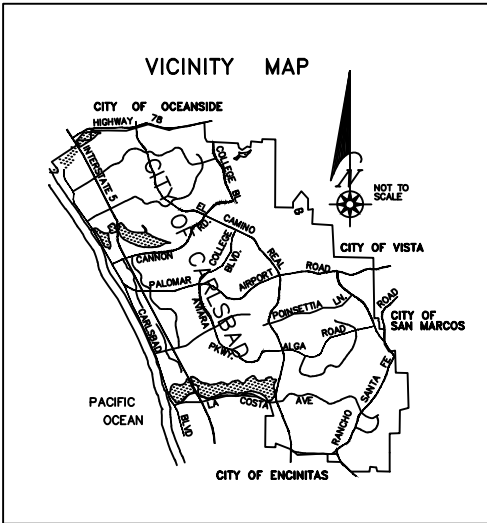 VICINITY MAP
CITY OF OCEANSIDE
HIGHWAY 78
INTERSTATE 5
COLLEGE BL.
CITY OF CARLSBAD
N
NOT TO
SCALE
EL CAMINO REAL
RD.
CANNON
COLLEGE
BLVD.
B
CITY OF VISTA
PALOMAR AIRPORT ROAD
AVIARA
PKWY.
POINSETTIA LN.
ROAD
CITY OF
SAN MARCOS
CARLSBAD
BLVD
ALGA ROAD
RANCHO SANTA FE
PACIFIC
OCEAN
LA COSTA AVE
CITY OF ENCINITAS